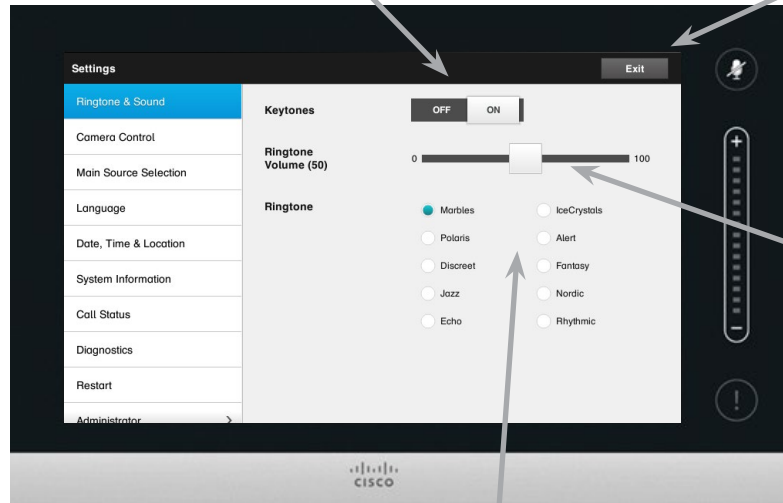 Settings
Exit
Ringtone & Sound
Camera Control
Main Source Selection
Language
Date, Time & Location
System Information
Call Status
Diagnostics
Restart
Administrator >
Keytones
OFF ON
Ringtone
Volume (50)
0 100
Ringtone
Marbles IceCrystals
Polaris Alert
Discreet Fantasy
Jazz Nordic
Echo Rhythmic
+
–
!
CISCO